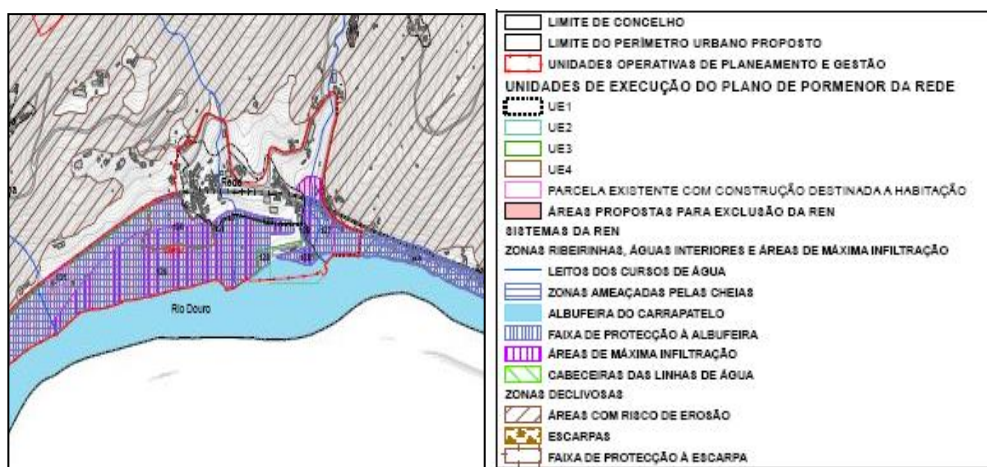 Rede
Rio Douro
LIMITE DE CONCELHO
LIMITE DO PERÍMETRO URBANO PROPOSTO
UNIDADES OPERATIVAS DE PLANEAMENTO E GESTÃO
UNIDADES DE EXECUÇÃO DO PLANO DE PORMENOR DA REDE
UE1
UE2
UE3
UE4
PARCELA EXISTENTE COM CONSTRUÇÃO DESTINADA A HABITAÇÃO
ÁREAS PROPOSTAS PARA EXCLUSÃO DA REN
SISTEMAS DA REN
ZONAS RIBEIRINHAS, ÁGUAS INTERIORES E ÁREAS DE MÁXIMA INFILTRAÇÃO
LEITOS DOS CURSOS DE ÁGUA
ZONAS AMEAÇADAS PELAS CHEIAS
ALBUFEIRA DO CARRAPATELO
FAIXA DE PROTECÇÃO À ALBUFEIRA
ÁREAS DE MÁXIMA INFILTRAÇÃO
CABECEIRAS DAS LINHAS DE ÁGUA
ZONAS DECLIVOSAS
ÁREAS COM RISCO DE EROSÃO
ESCARPAS
FAIXA DE PROTECÇÃO À ESCARPA